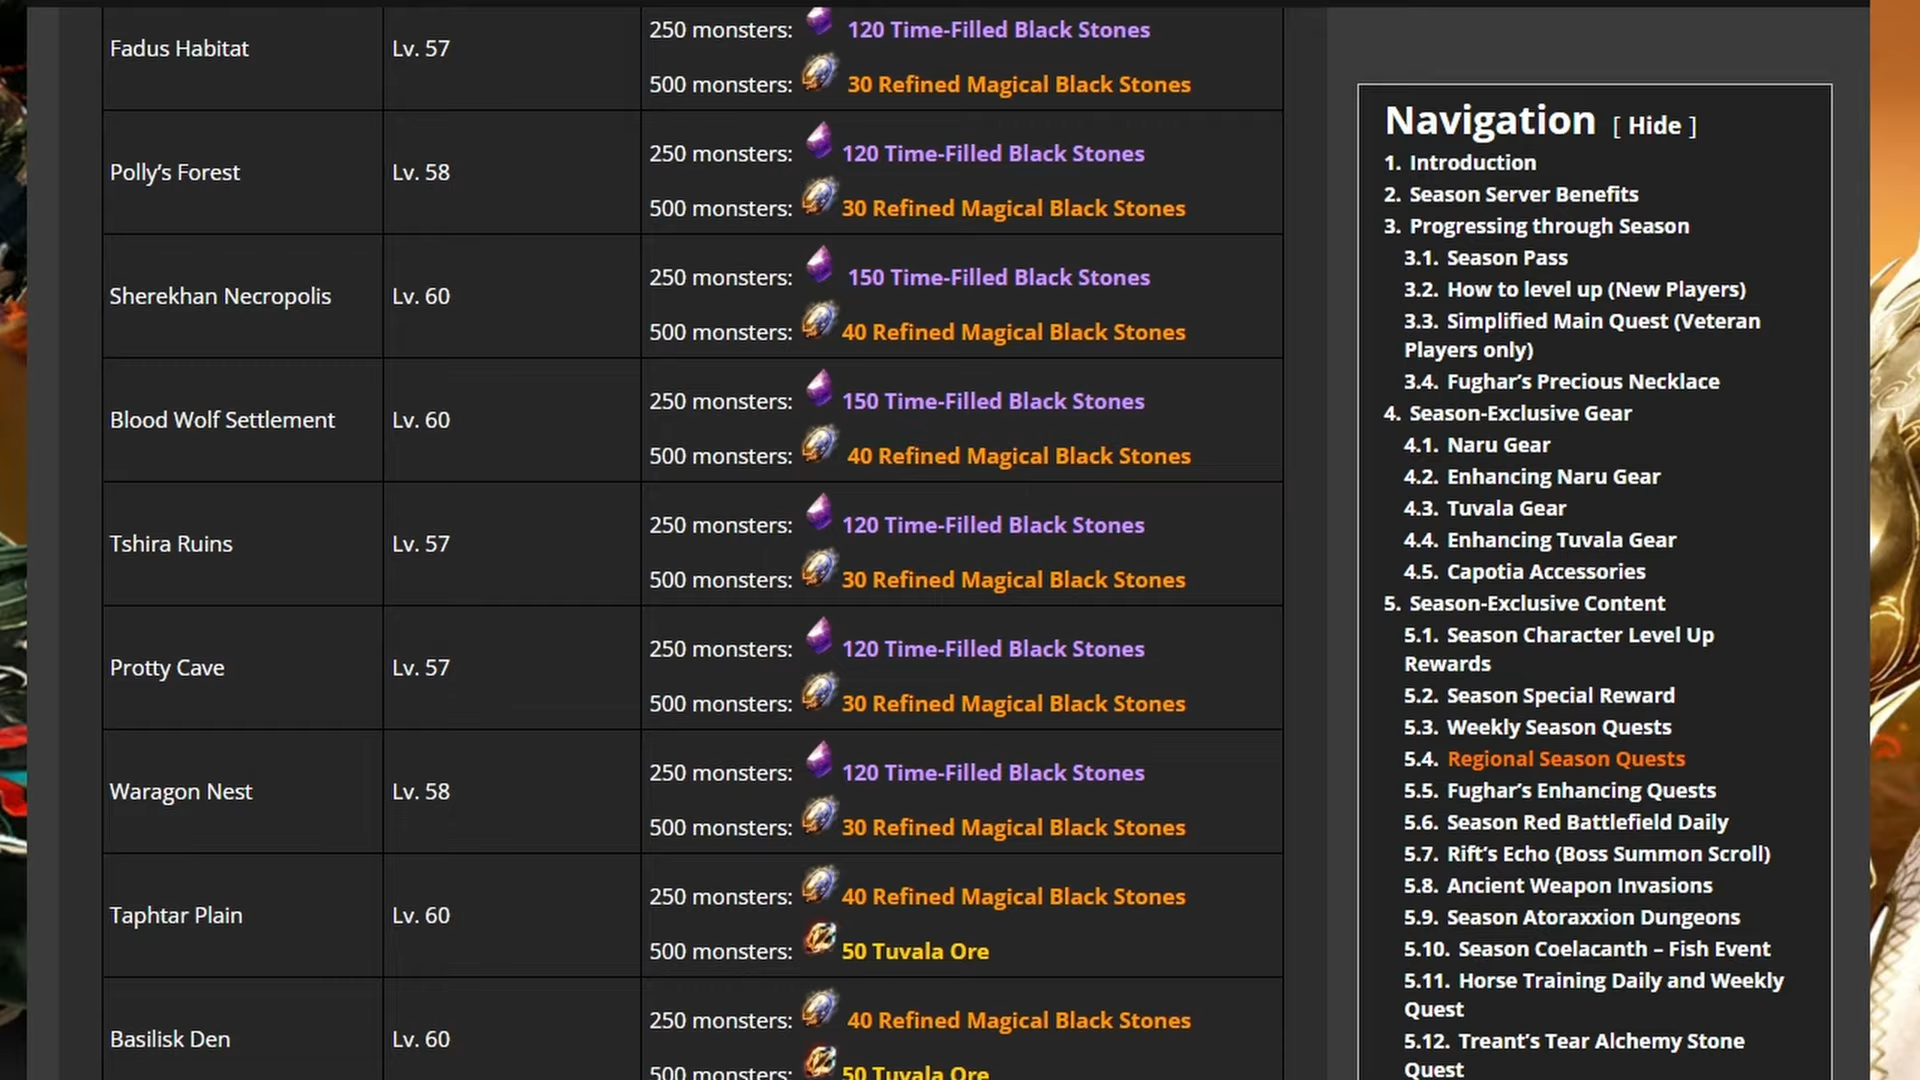 Fadus Habitat
Lv. 57
250 monsters: 120 Time-Filled Black Stones
500 monsters: 30 Refined Magical Black Stones
Polly’s Forest
Lv. 58
250 monsters: 120 Time-Filled Black Stones
500 monsters: 30 Refined Magical Black Stones
Sherekhan Necropolis
Lv. 60
250 monsters: 150 Time-Filled Black Stones
500 monsters: 40 Refined Magical Black Stones
Blood Wolf Settlement
Lv. 60
250 monsters: 150 Time-Filled Black Stones
500 monsters: 40 Refined Magical Black Stones
Tshira Ruins
Lv. 57
250 monsters: 120 Time-Filled Black Stones
500 monsters: 30 Refined Magical Black Stones
Protty Cave
Lv. 57
250 monsters: 120 Time-Filled Black Stones
500 monsters: 30 Refined Magical Black Stones
Waragon Nest
Lv. 58
250 monsters: 120 Time-Filled Black Stones
500 monsters: 30 Refined Magical Black Stones
Taphtar Plain
Lv. 60
250 monsters: 40 Refined Magical Black Stones
500 monsters: 50 Tuvala Ore
Basilisk Den
Lv. 60
250 monsters: 40 Refined Magical Black Stones
500 monsters: 50 Tuvala Ore
Navigation [ Hide ]
1. Introduction
2. Season Server Benefits
3. Progressing through Season
3.1. Season Pass
3.2. How to level up (New Players)
3.3. Simplified Main Quest (Veteran
Players only)
3.4. Fughar’s Precious Necklace
4. Season-Exclusive Gear
4.1. Naru Gear
4.2. Enhancing Naru Gear
4.3. Tuvala Gear
4.4. Enhancing Tuvala Gear
4.5. Capotia Accessories
5. Season-Exclusive Content
5.1. Season Character Level Up
Rewards
5.2. Season Special Reward
5.3. Weekly Season Quests
5.4. Regional Season Quests
5.5. Fughar’s Enhancing Quests
5.6. Season Red Battlefield Daily
5.7. Rift’s Echo (Boss Summon Scroll)
5.8. Ancient Weapon Invasions
5.9. Season Atoraxxion Dungeons
5.10. Season Coelacanth – Fish Event
5.11. Horse Training Daily and Weekly
Quest
5.12. Treant’s Tear Alchemy Stone
Quest